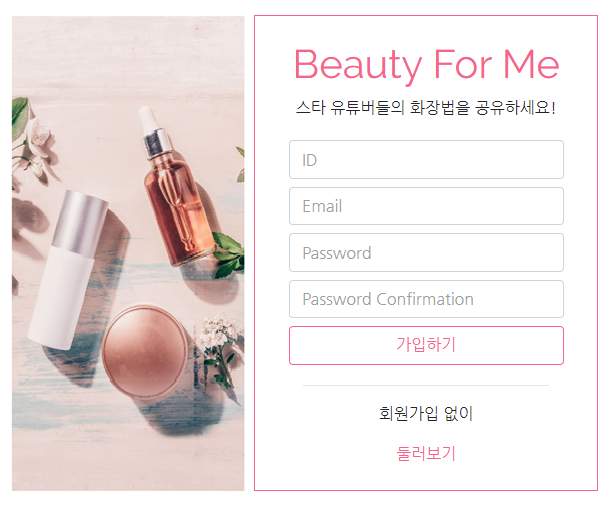 Beauty For Me
스타 유튜버들의 화장법을 공유하세요!
ID
Email
Password
Password Confirmation
가입하기
회원가입 없이
둘러보기